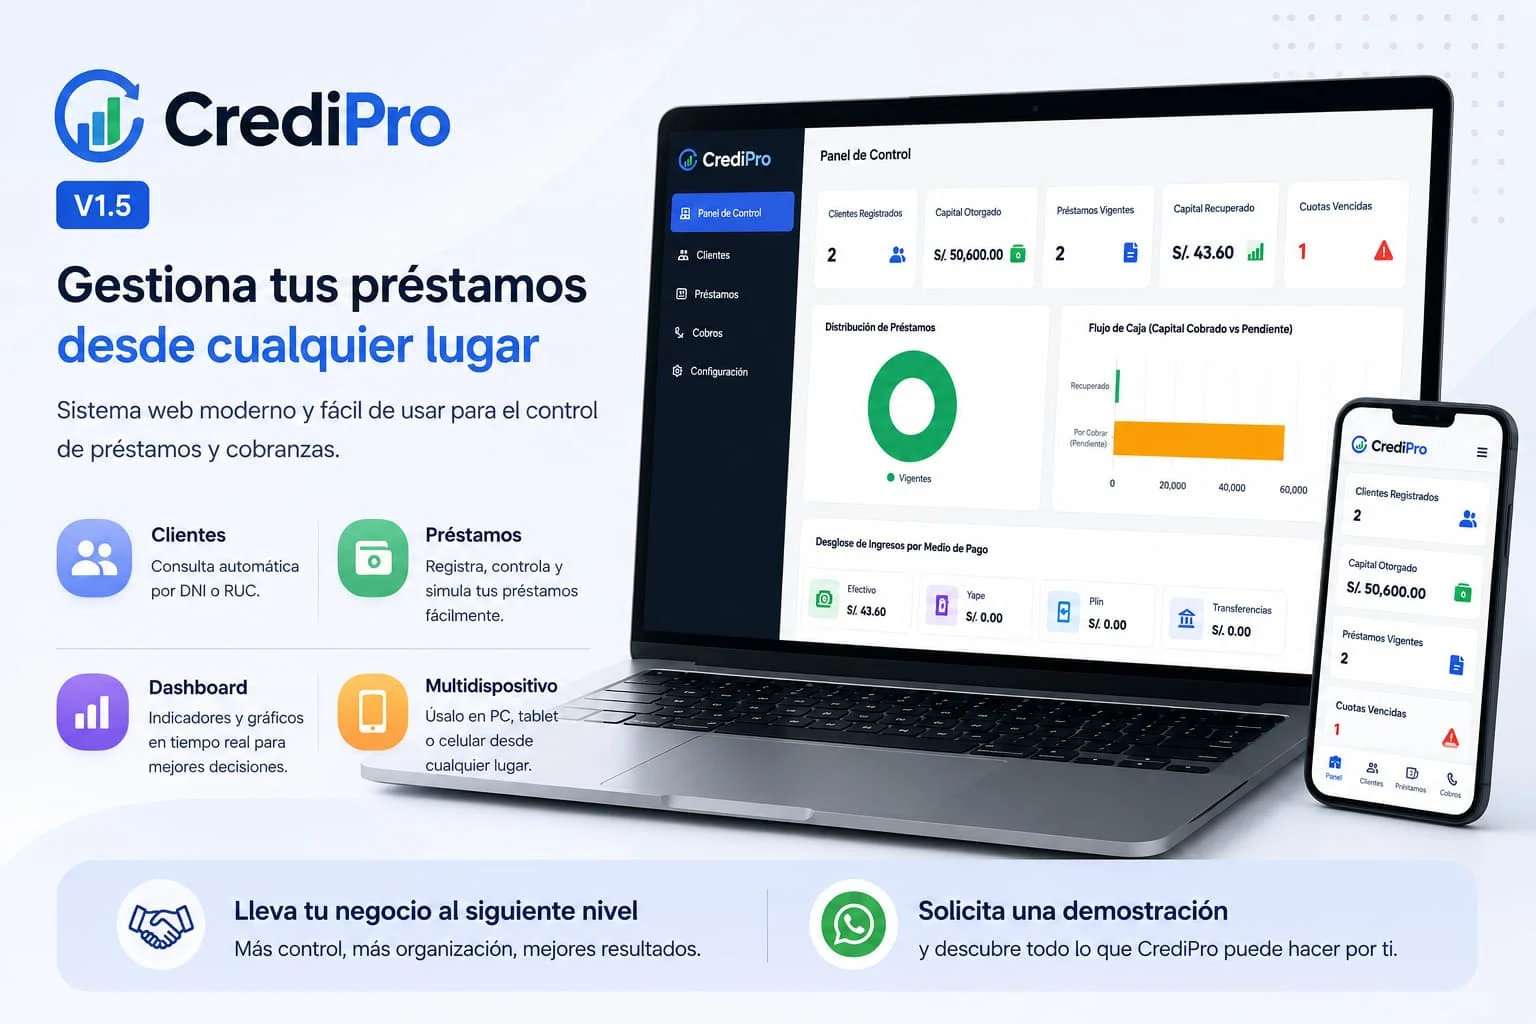 CrediPro
V1.5
Gestiona tus préstamos
desde cualquier lugar
Sistema web moderno y fácil de usar para el control
de préstamos y cobranzas.
Clientes
Consulta automática
por DNI o RUC.
Préstamos
Registra, controla y
simula tus préstamos
fácilmente.
Dashboard
Indicadores y gráficos
en tiempo real para
mejores decisiones.
Multidispositivo
Úsalo en PC, tablet
o celular desde
cualquier lugar.
CrediPro
Panel de Control
Clientes
Préstamos
Cobros
Configuración
Panel de Control
Clientes Registrados
2
Capital Otorgado
S/. 50,600.00
Préstamos Vigentes
2
Capital Recuperado
S/. 43.60
Cuotas Vencidas
1
Distribución de Préstamos
Vigentes
Flujo de Caja (Capital Cobrado vs Pendiente)
Recuperado
Por Cobrar
(Pendiente)
0 20,000 40,000 60,000
Desglose de Ingresos por Medio de Pago
Efectivo
S/. 43.60
Yape
S/. 0.00
Plin
S/. 0.00
Transferencias
S/. 0.00
CrediPro
Clientes Registrados
2
Capital Otorgado
S/. 50,600.00
Préstamos Vigentes
2
Cuotas Vencidas
1
Panel Clientes Préstamos Cobros
Lleva tu negocio al siguiente nivel
Más control, más organización, mejores resultados.
Solicita una demostración
y descubre todo lo que CrediPro puede hacer por ti.